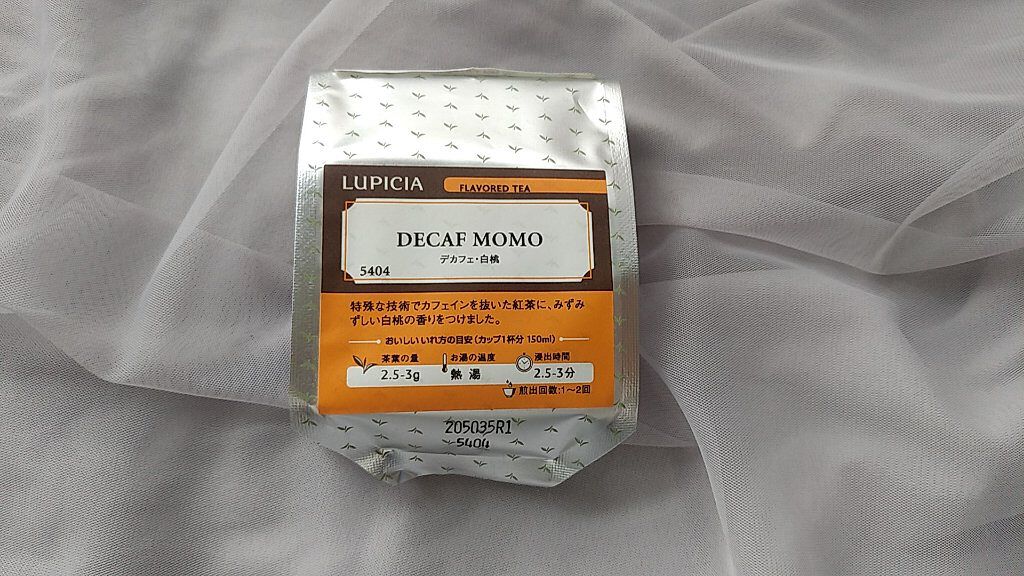 LUPICIA
FLAVORED TEA
DECAF MOMO
デカフェ・白桃
5404
特殊な技術でカフェインを抜いた紅茶に、みずみ
ずしい白桃の香りをつけました。
おいしいいれ方の目安(カップ1杯分 150ml)
茶葉の量 お湯の温度 浸出時間
2.5-3g 熱湯 2.5-3分
煎出回数:1〜2回
205035R1
5404